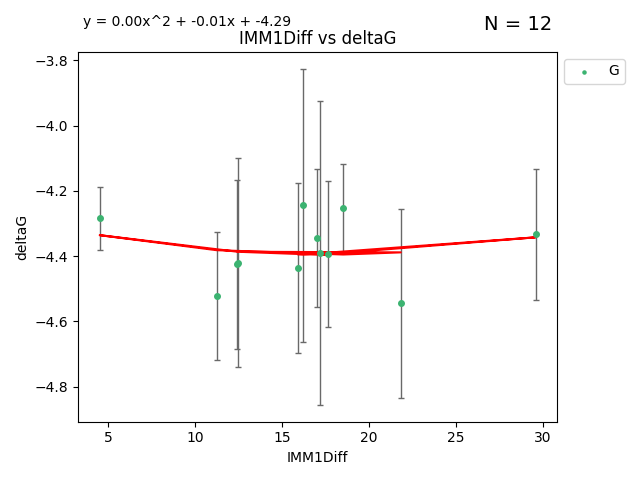 y = 0.00x^2 + -0.01x + -4.29
N = 12
IMM1Diff vs deltaG
G
−3.8
−4.0
−4.2
−4.4
−4.6
−4.8
deltaG
5 10 15 20 25 30
IMM1Diff